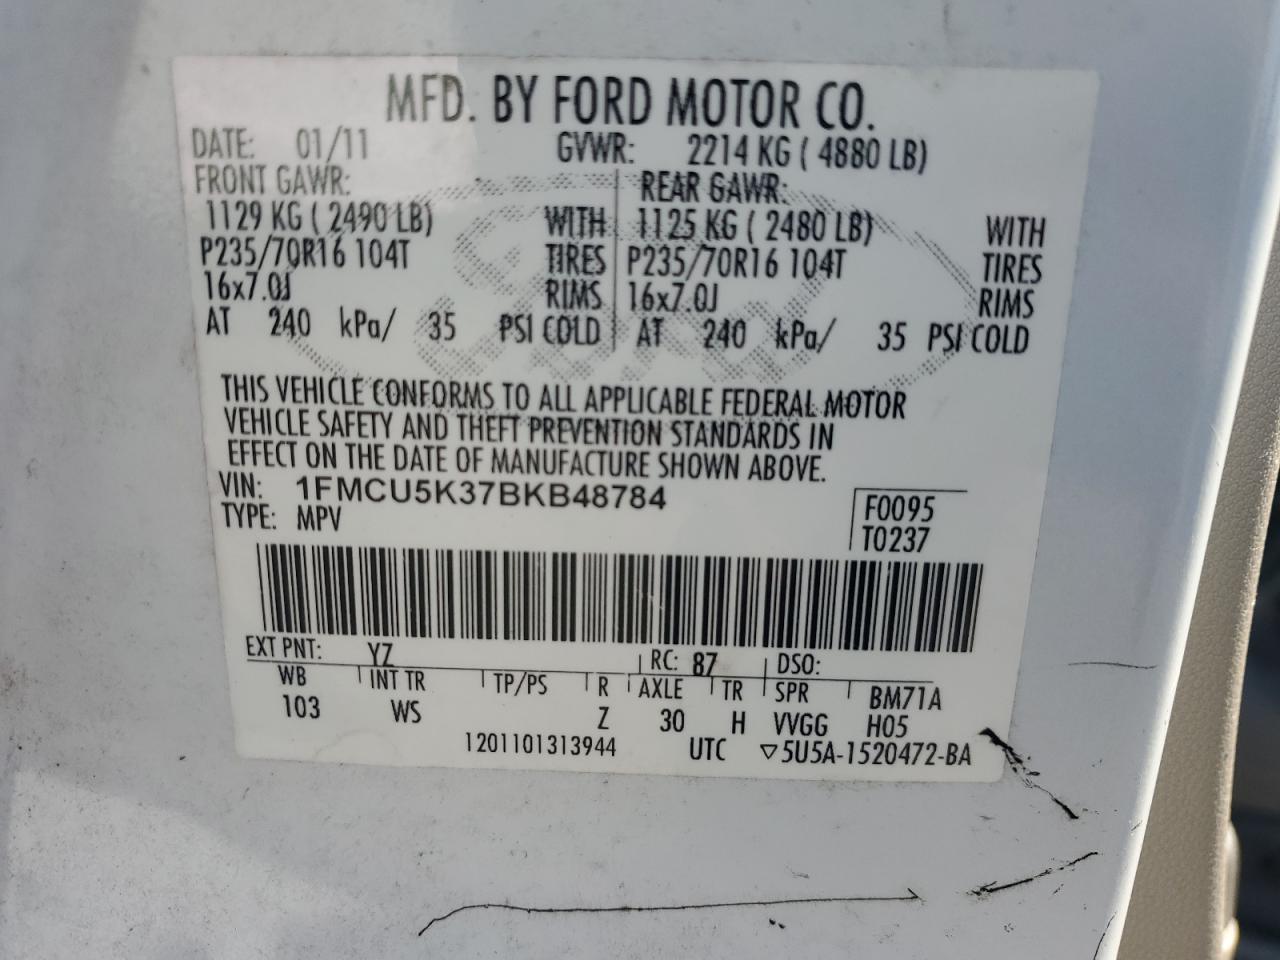 MFD. BY FORD MOTOR CO.
DATE: 01/11 GVWR: 2214 KG ( 4880 LB)
FRONT GAWR: REAR GAWR:
1129 KG ( 2490 LB) WITH 1125 KG ( 2480 LB) WITH
P235/70R16 104T TIRES P235/70R16 104T TIRES
16x7.0J RIMS 16x7.0J RIMS
AT 240 kPa/ 35 PSI COLD AT 240 kPa/ 35 PSI COLD
THIS VEHICLE CONFORMS TO ALL APPLICABLE FEDERAL MOTOR
VEHICLE SAFETY AND THEFT PREVENTION STANDARDS IN
EFFECT ON THE DATE OF MANUFACTURE SHOWN ABOVE.
VIN: 1FMCU5K37BKB48784 F0095
TYPE: MPV T0237
EXT PNT: YZ RC: 87 DSO:
WB INT TR TP/PS R AXLE TR SPR BM71A
103 WS Z 30 H VVGG H05
1201101313944 UTC ▽5U5A-1520472-BA